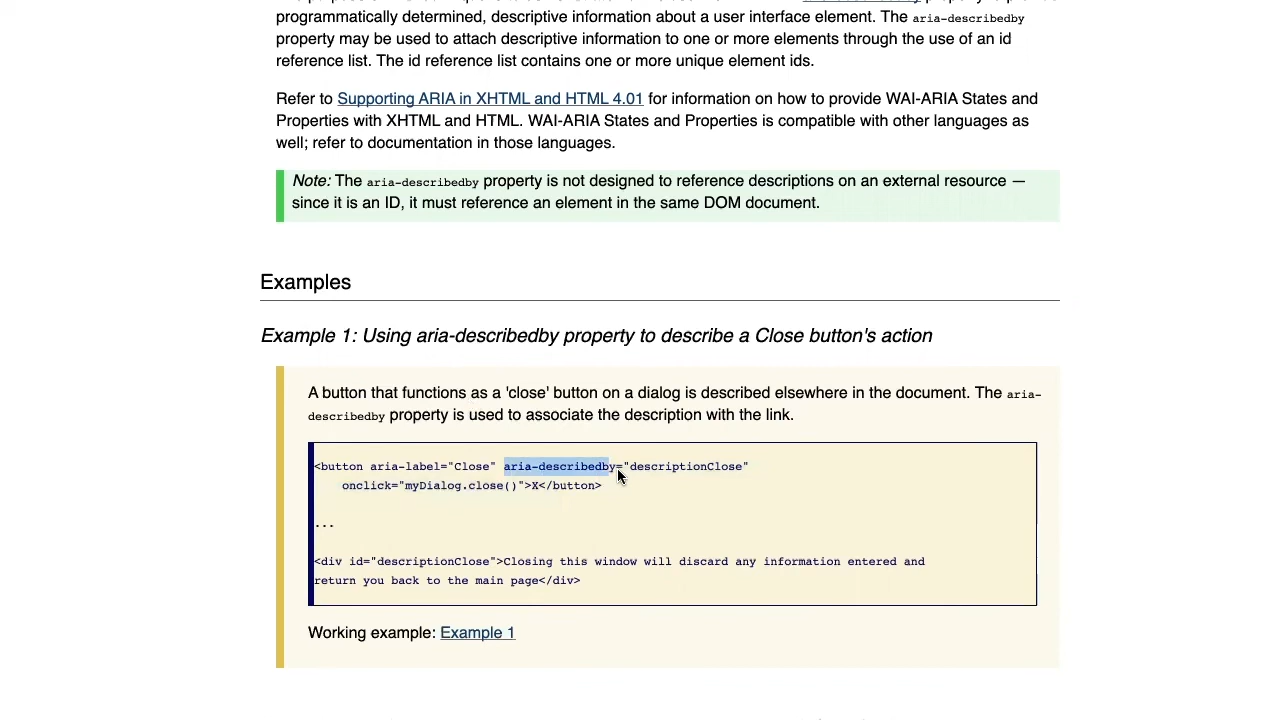 programmatically determined, descriptive information about a user interface element. The aria-describedby
property may be used to attach descriptive information to one or more elements through the use of an id
reference list. The id reference list contains one or more unique element ids.
Refer to Supporting ARIA in XHTML and HTML 4.01 for information on how to provide WAI-ARIA States and
Properties with XHTML and HTML. WAI-ARIA States and Properties is compatible with other languages as
well; refer to documentation in those languages.
Note: The aria-describedby property is not designed to reference descriptions on an external resource —
since it is an ID, it must reference an element in the same DOM document.
Examples
Example 1: Using aria-describedby property to describe a Close button's action
A button that functions as a 'close' button on a dialog is described elsewhere in the document. The aria-
describedby property is used to associate the description with the link.
<button aria-label="Close" aria-describedby="descriptionClose"
onclick="myDialog.close()">X</button>
...
<div id="descriptionClose">Closing this window will discard any information entered and
return you back to the main page</div>
Working example: Example 1